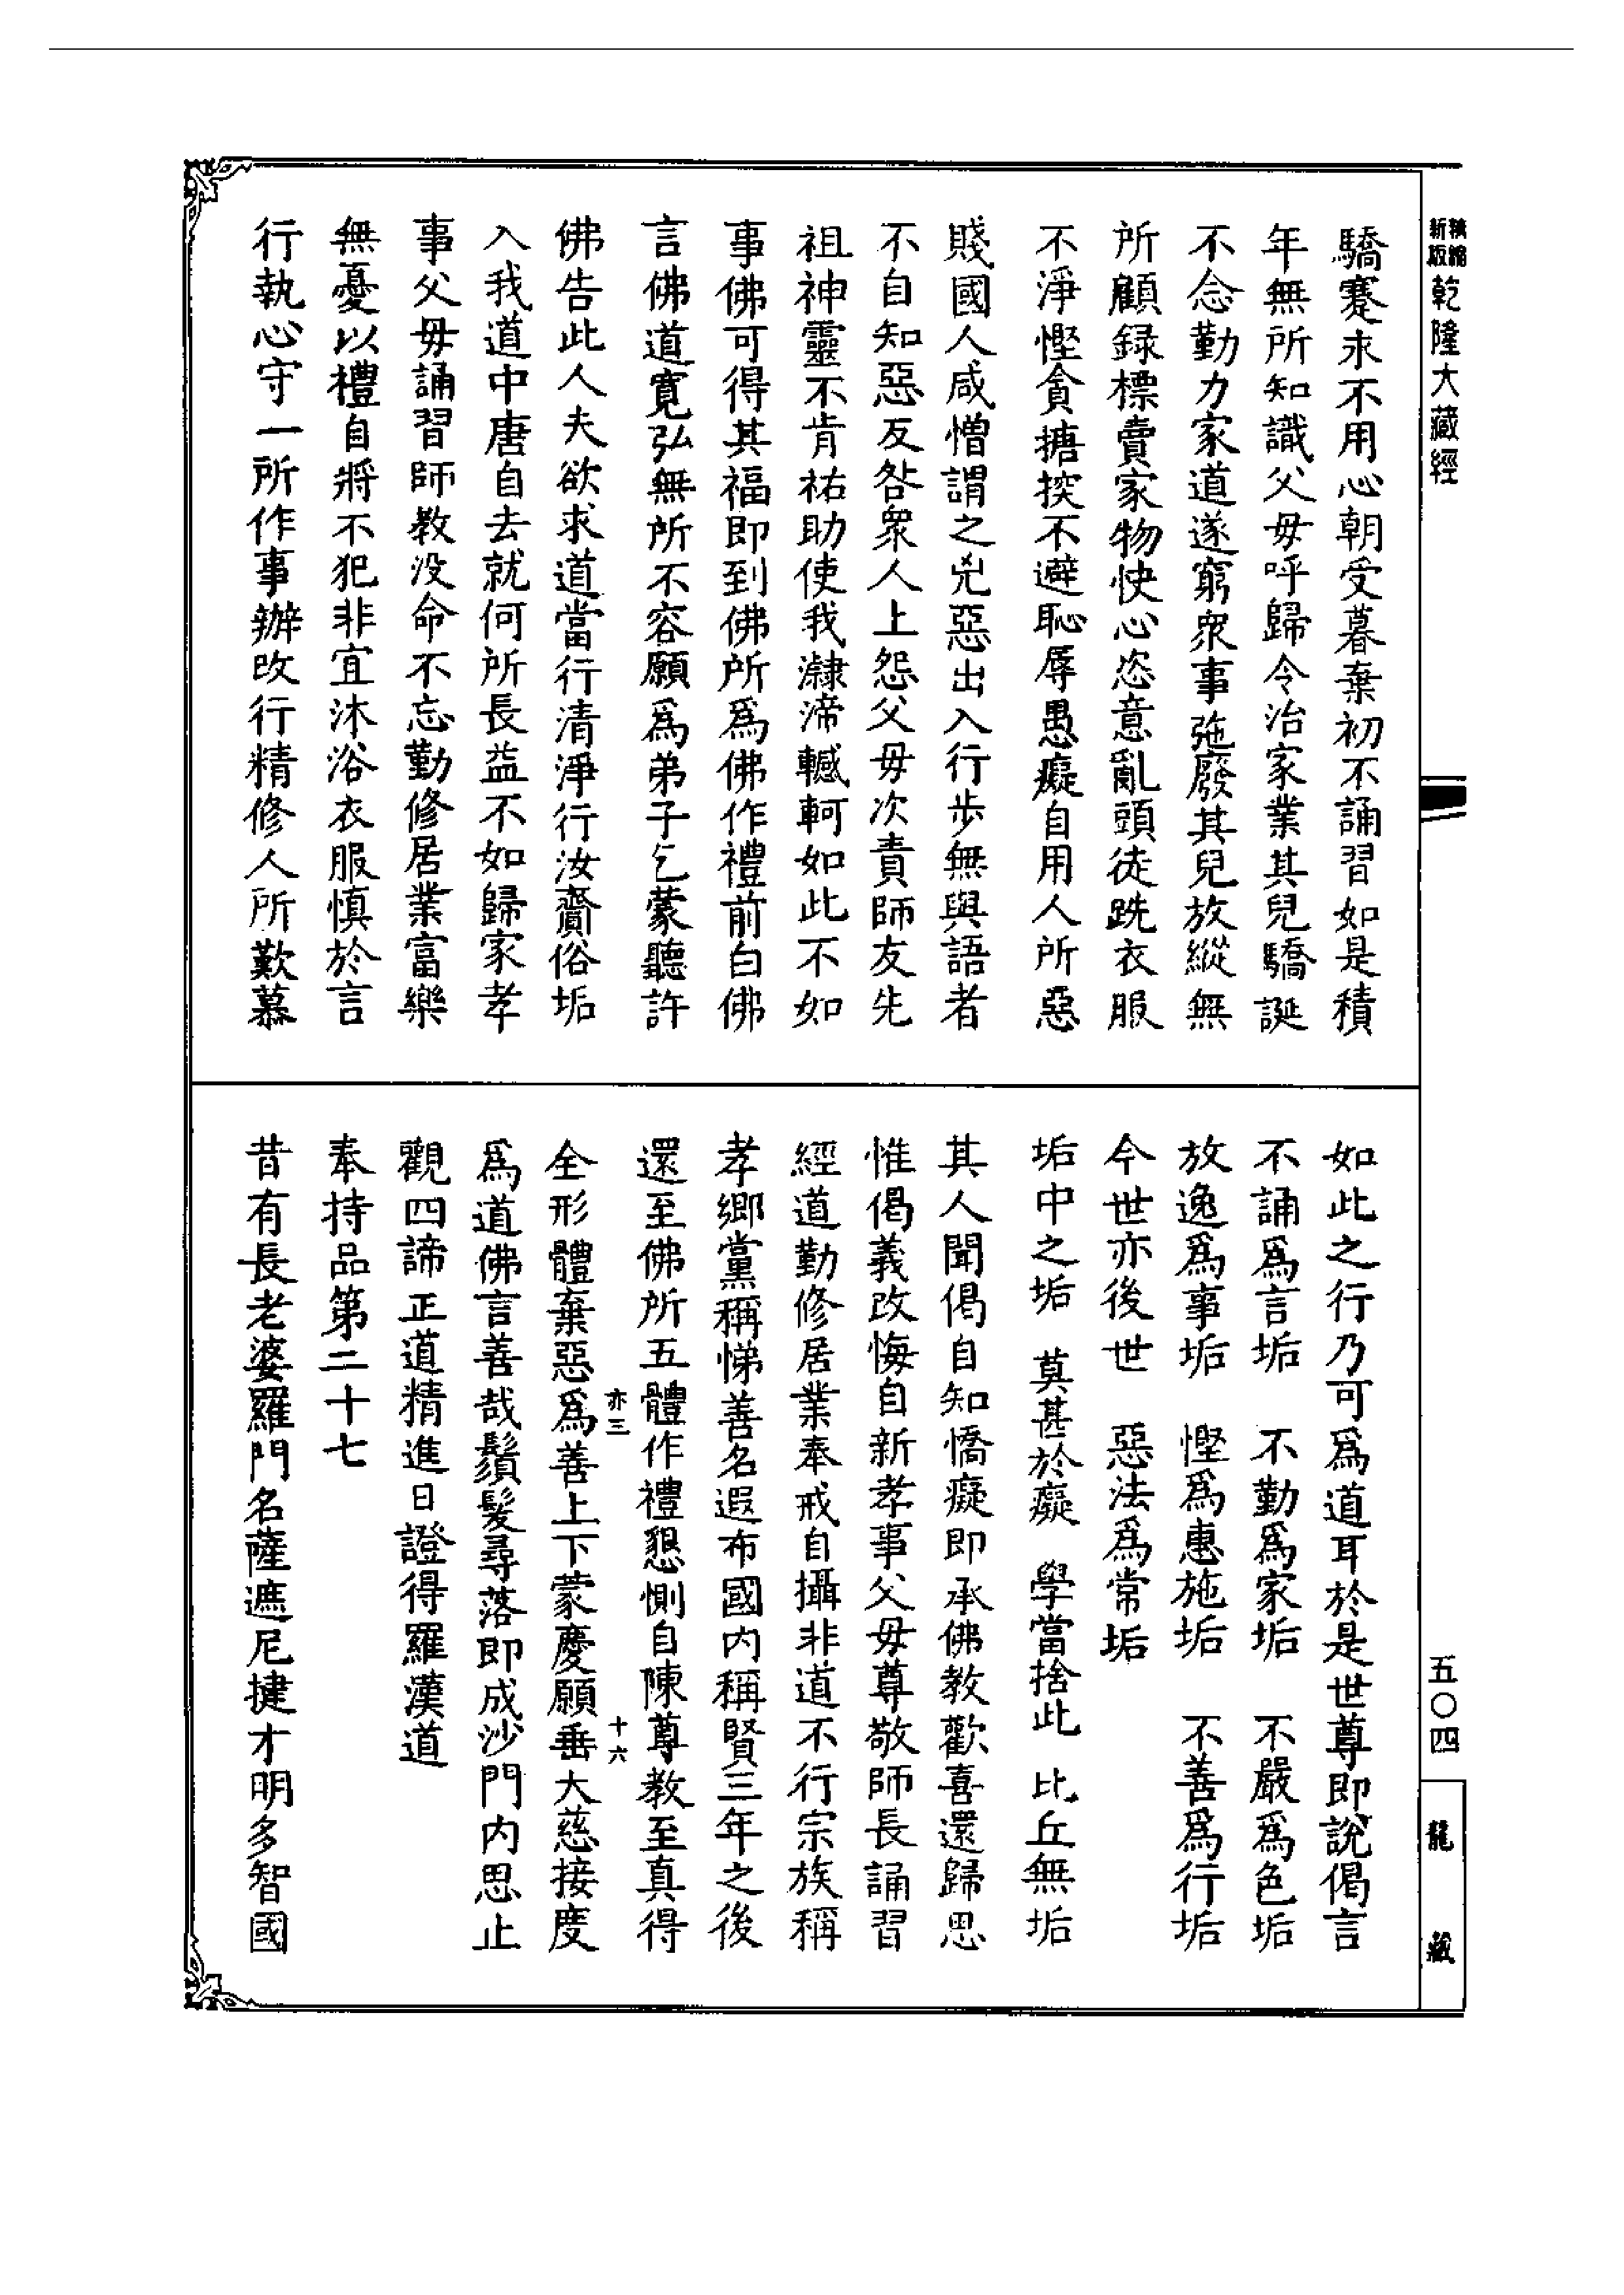 精縮
新版
乾隆大藏經
驕蹇永不用心朝受暮棄初不誦習如是積
年無所知識父母呼歸令治家業其兒驕誕
不念勤力家道遂窮眾事弛廢其兒放縱無
所顧録標賣家物快心恣意亂頭徒跣衣服
不淨慳貪搪揬不避恥辱愚癡自用人所惡
賤國人咸憎謂之兇惡出入行步無與語者
不自知惡反咎衆人上怨父母次責師友先
祖神靈不肯祐助使我瀨渧轗軻如此不如
事佛可得其福即到佛所爲佛作禮前白佛
言佛道寬弘無所不容願爲弟子乞蒙聽許
佛告此人夫欲求道當行清淨行汝齎俗垢
入我道中唐自去就何所長益不如歸家孝
事父母誦習師教没命不忘勤修居業富樂
無憂以禮自將不犯非宜沐浴衣服慎於言
行執心守一所作事辦改行精修人所歎慕
如此之行乃可爲道耳於是世尊即說偈言
不誦爲言垢 不勤爲家垢 不嚴爲色垢
放逸爲事垢 慳爲惠施垢 不善爲行垢
今世亦後世 惡法爲常垢
垢中之垢 莫甚於癡 學當捨此 比丘無垢
其人聞偈自知憍癡即承佛教歡喜還歸思
惟偈義改悔自新孝事父母尊敬師長誦習
經道勤修居業奉戒自攝非道不行宗族稱
孝鄉黨稱悌善名遐布國内稱賢三年之後
還至佛所五體作禮懇惻自陳尊教至真得
亦三
十六
全形體棄惡爲善上下蒙慶願垂大慈接度
爲道佛言善哉鬚髮尋落即成沙門内思止
觀四諦正道精進日證得羅漢道
奉持品第二十七
昔有長老婆羅門名薩遮尼揵才明多智國
五〇四
龍藏